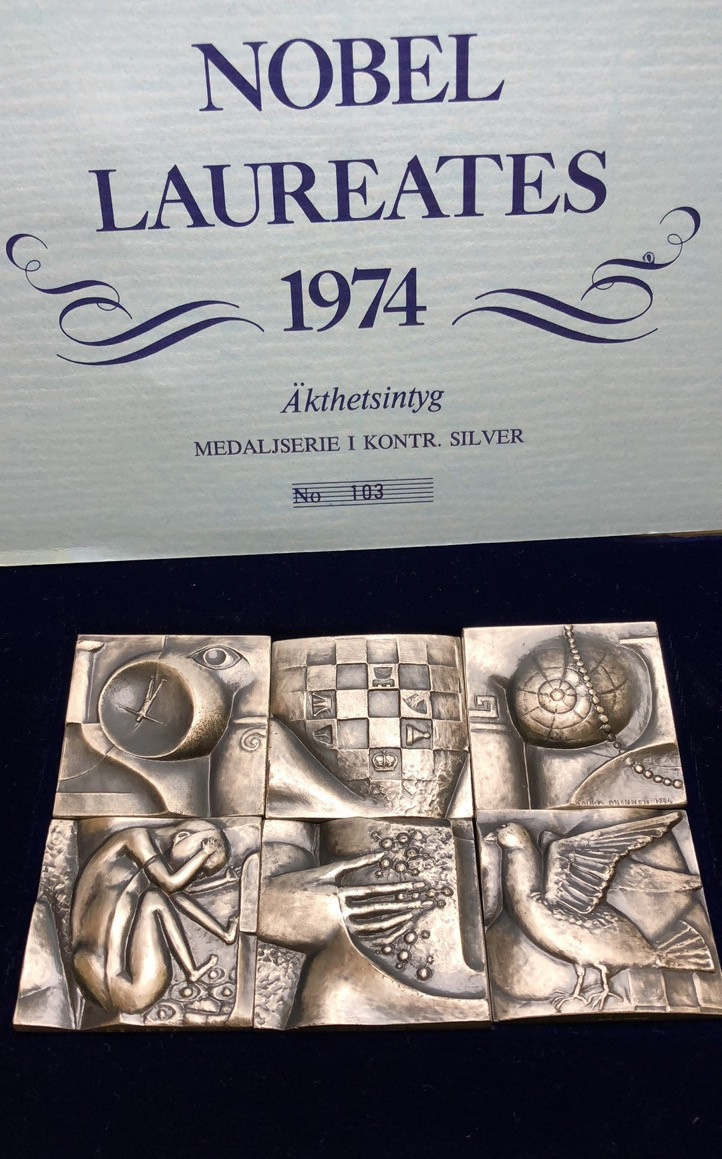 NOBEL
LAUREATES
1974
Äkthetsintyg
MEDALJSERIE I KONTR. SILVER
No 103